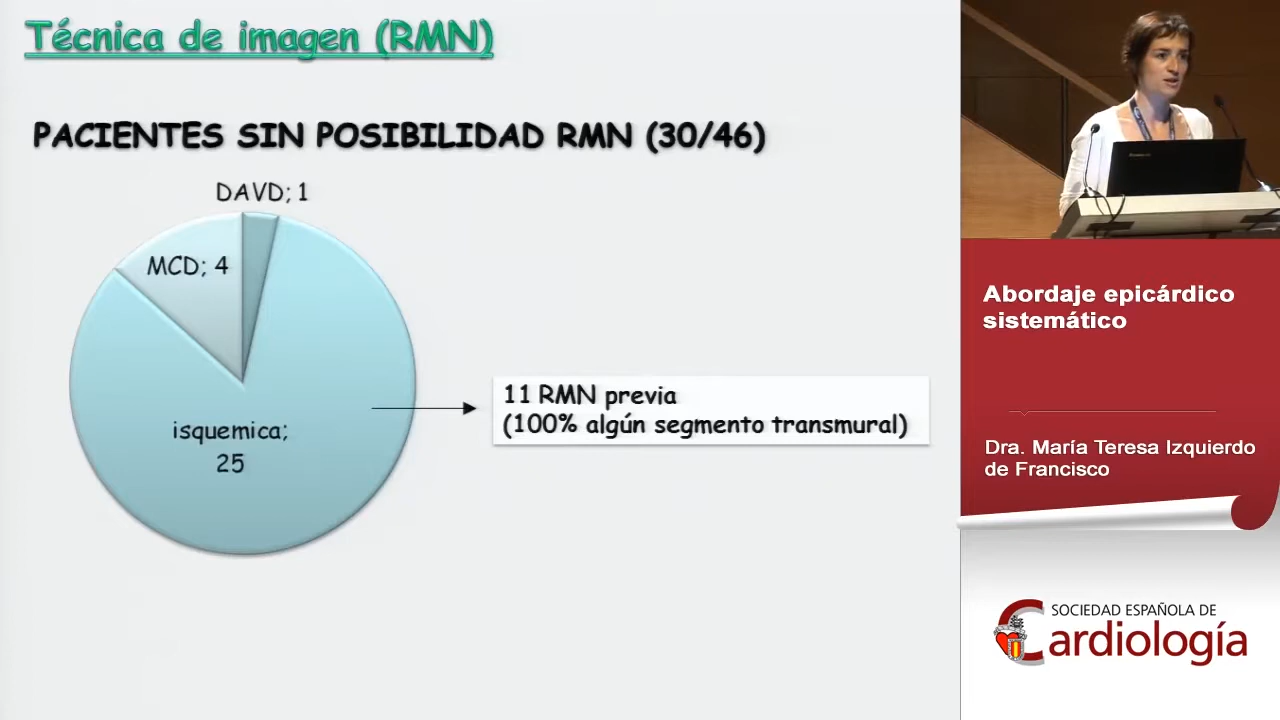 Técnica de imagen (RMN)
PACIENTES SIN POSIBILIDAD RMN (30/46)
DAVD; 1
MCD; 4
isquemica;
25
11 RMN previa
(100% algún segmento transmural)
Abordaje epicárdico
sistemático
Dra. María Teresa Izquierdo
de Francisco
SOCIEDAD ESPAÑOLA DE
Cardiología